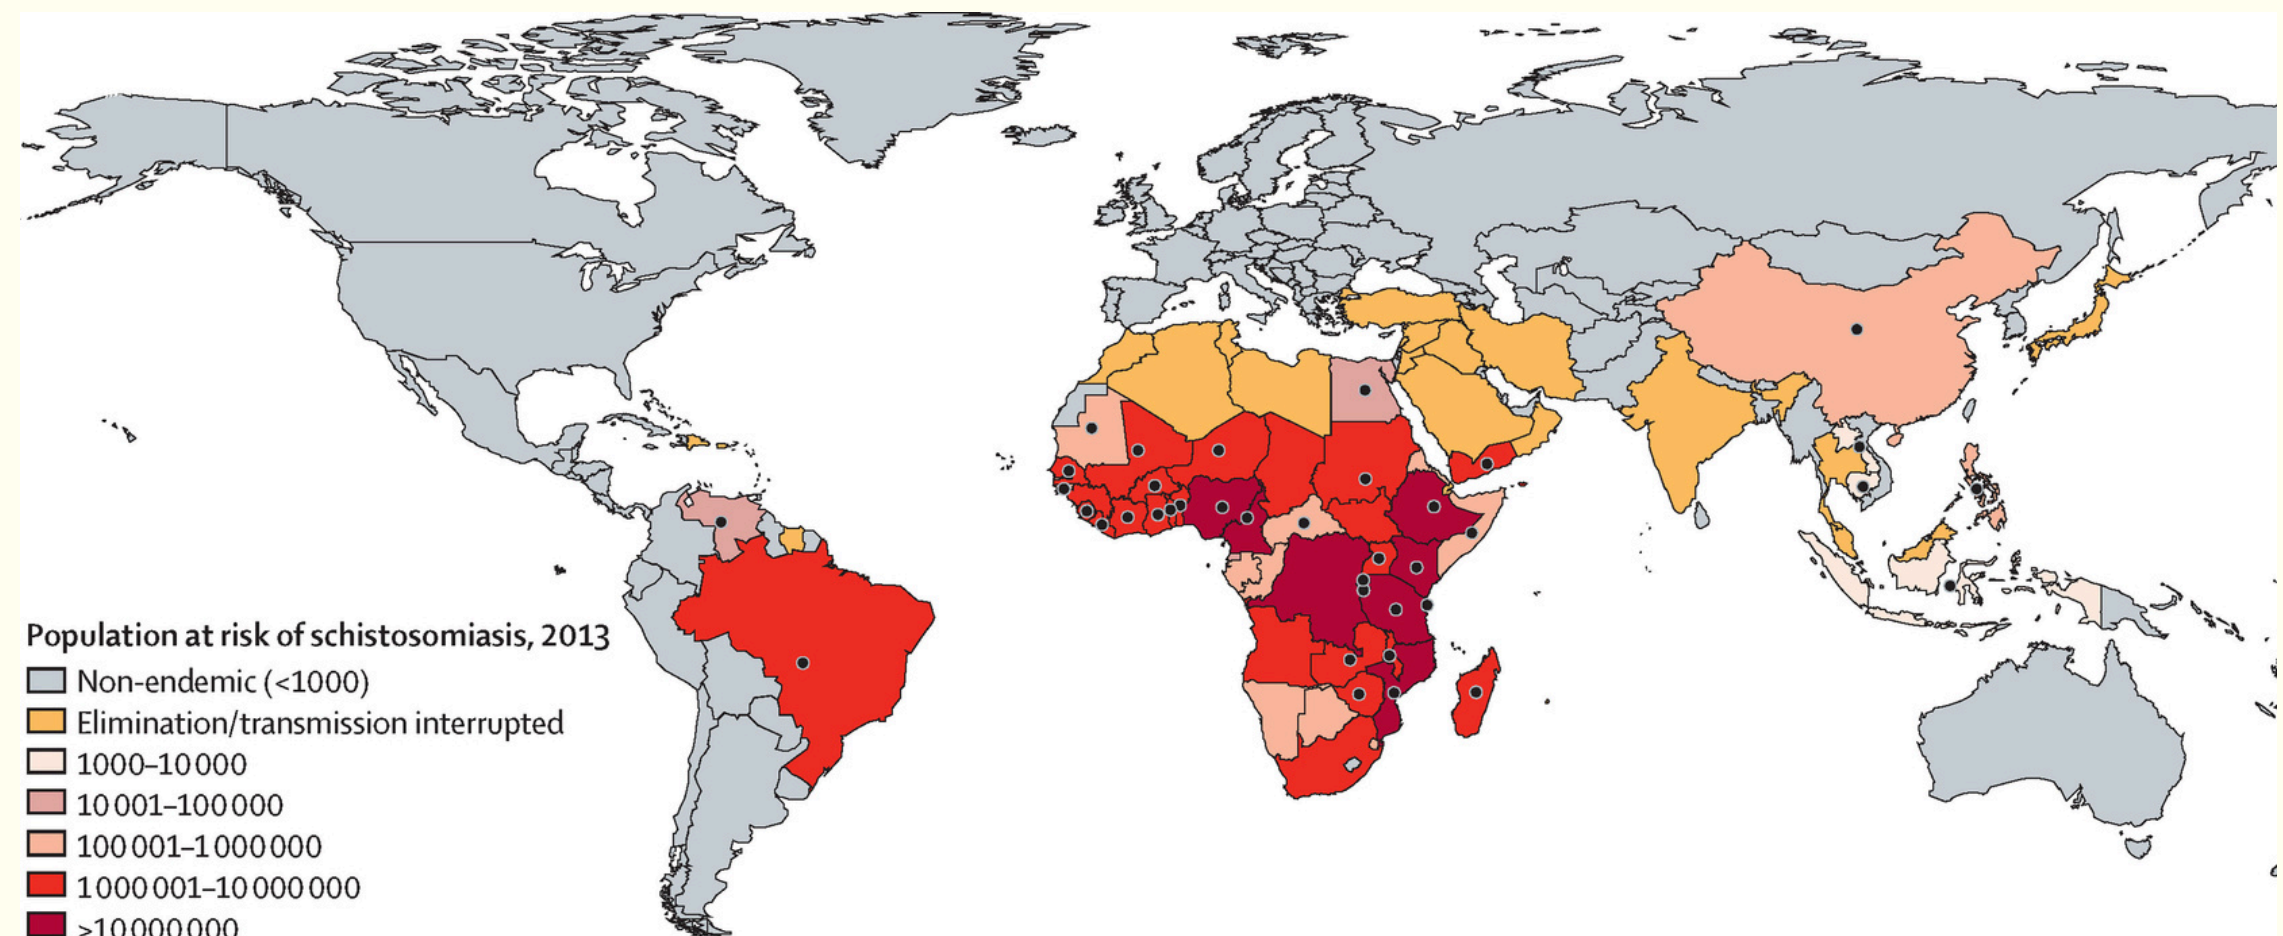 Population at risk of schistosomiasis, 2013
Non-endemic (<1000)
Elimination/transmission interrupted
1000–10 000
10 001–100 000
100 001–1 000 000
1 000 001–10 000 000
>10 000 000